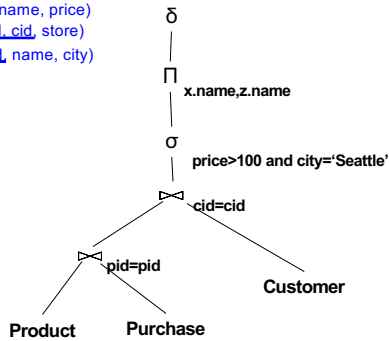 name, price)
cid, store)
name, city)
δ
Π x.name,z.name
σ
price>100 and city=‘Seattle’
⋈ cid=cid
⋈ pid=pid
Customer
Product Purchase